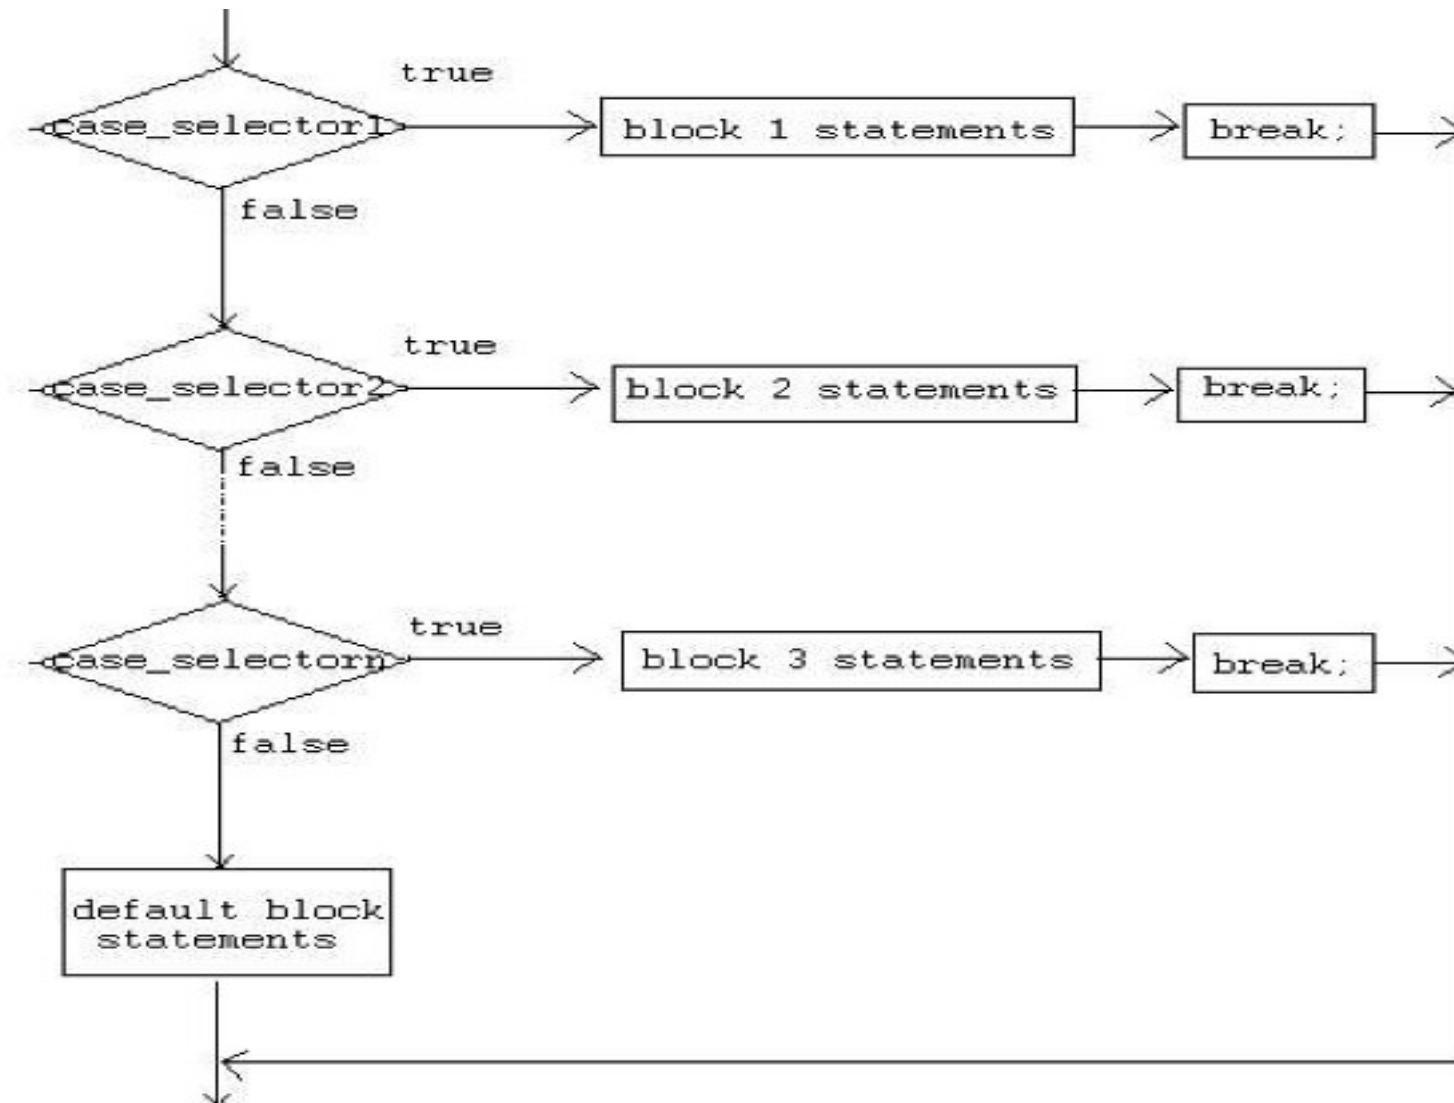 true
case_selector1
block 1 statements
break;
false
true
case_selector2
block 2 statements
break;
false
true
case_selectorn
block 3 statements
break;
false
default block
statements